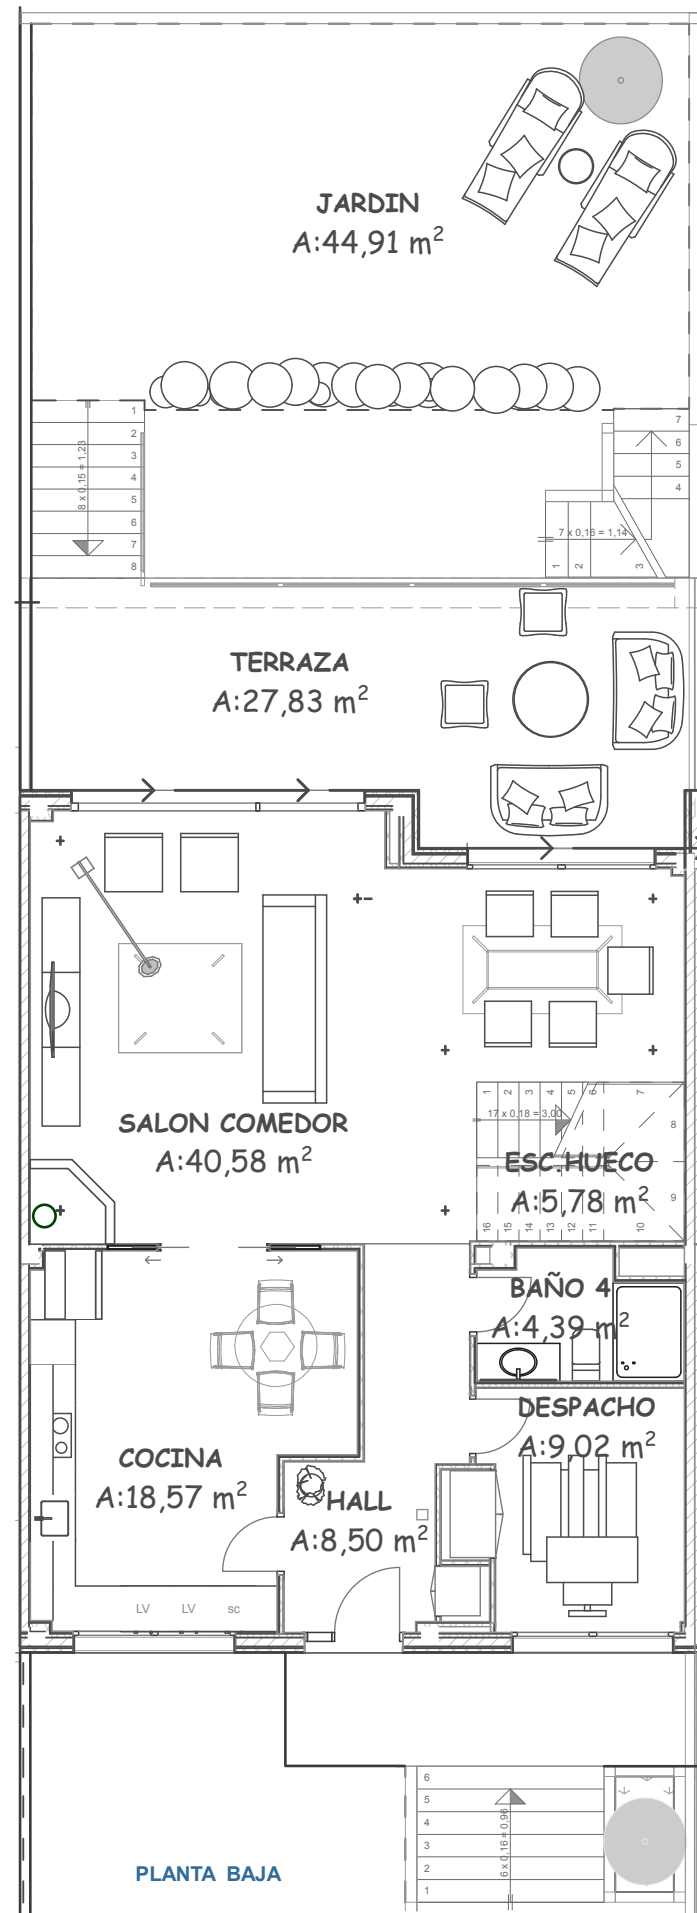 JARDIN
A:44,91 m²
1
2
3
4
5
6
7
8
8 x 0,15 = 1,23
7
6
5
4
7 x 0,16 = 1,14
1
2
3
TERRAZA
A:27,83 m²
SALON COMEDOR
A:40,58 m²
1
2
3
4
5
6
7
8
17 x 0,18 = 3,00
ESC.HUECO
A:5,78 m²
9
16
15
14
13
12
11
10
BAÑO 4
A:4,39 m²
DESPACHO
A:9,02 m²
COCINA
A:18,57 m²
HALL
A:8,50 m²
LV LV sc
6
5
4
3
2
1
6 x 0,16 = 0,96
PLANTA BAJA